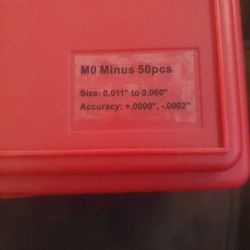 M0 Minus 50pcs
Size: 0.011" to 0.060"
Accuracy: +.0000", -.0002"